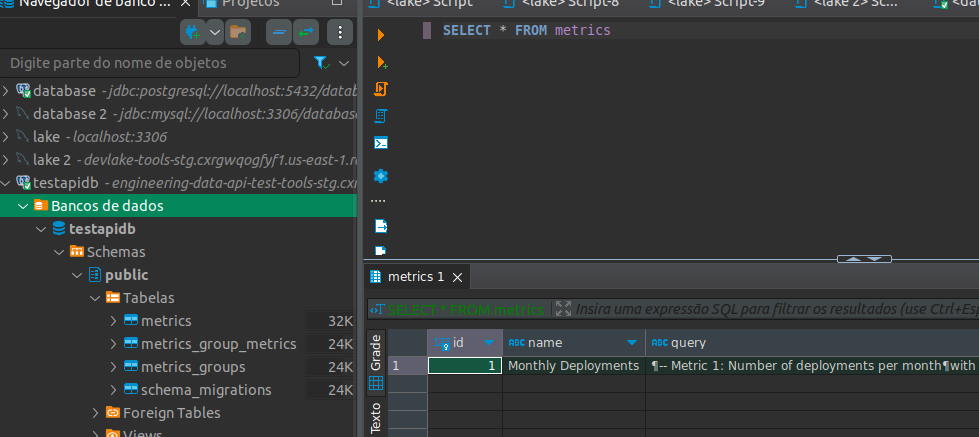 Navegador de banco ...
Projetos
<lake> Script
<lake> Script-8
<lake> Script-9
<lake 2> Sc...
Digite parte do nome de objetos
database - jdbc:postgresql://localhost:5432/datab
database 2 - jdbc:mysql://localhost:3306/database
lake - localhost:3306
lake 2 - devlake-tools-stg.cxrgwqogfyf1.us-east-1.r
testapidb - engineering-data-api-test-tools-stg.cxr
Bancos de dados
testapidb
Schemas
public
Tabelas
metrics 32K
metrics_group_metrics 24K
metrics_groups 24K
schema_migrations 24K
Foreign Tables
Views
SELECT * FROM metrics
metrics 1
SELECT * FROM metrics
Insira uma expressão SQL para filtrar os resultados (use Ctrl+Esp
Grade
Texto
id
ABC name
ABC query
1 1 Monthly Deployments ¶-- Metric 1: Number of deployments per month¶with